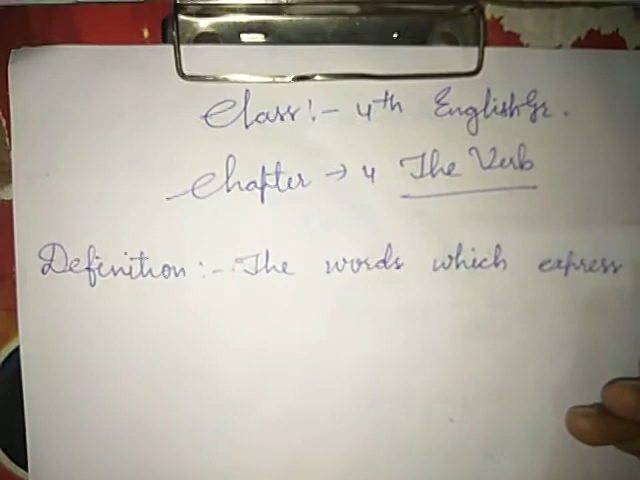 Class:- 4th English Gr.
Chapter → 4 The Verb
Definition:- The words which express